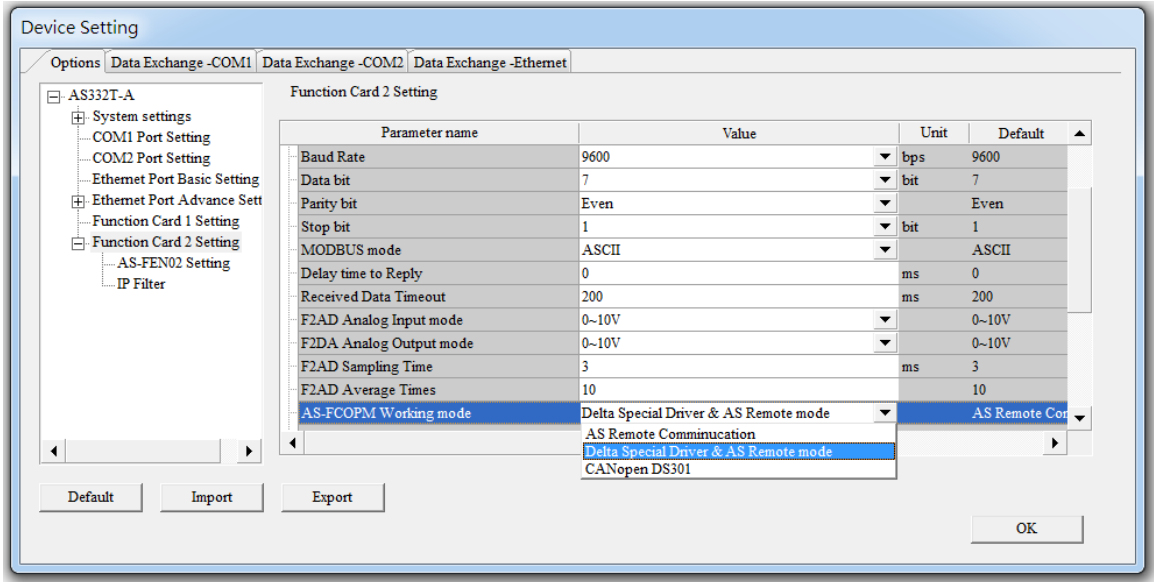 Device Setting
Options Data Exchange -COM1 Data Exchange -COM2 Data Exchange -Ethernet
AS332T-A
System settings
COM1 Port Setting
COM2 Port Setting
Ethernet Port Basic Setting
Ethernet Port Advance Sett
Function Card 1 Setting
Function Card 2 Setting
AS-FEN02 Setting
IP Filter
Function Card 2 Setting
Parameter name Value Unit Default
Baud Rate 9600 bps 9600
Data bit 7 bit 7
Parity bit Even Even
Stop bit 1 bit 1
MODBUS mode ASCII ASCII
Delay time to Reply 0 ms 0
Received Data Timeout 200 ms 200
F2AD Analog Input mode 0~10V 0~10V
F2DA Analog Output mode 0~10V 0~10V
F2AD Sampling Time 3 ms 3
F2AD Average Times 10 10
AS-FCOPM Working mode Delta Special Driver & AS Remote mode AS Remote Con
AS Remote Comminucation
Delta Special Driver & AS Remote mode
CANopen DS301
Default Import Export
OK